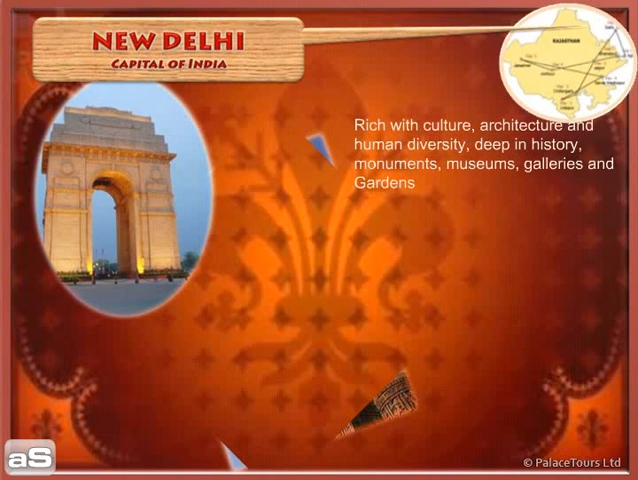 NEW DELHI
CAPITAL OF INDIA
RAJASTHAN
Rich with culture, architecture and
human diversity, deep in history,
monuments, museums, galleries and
Gardens
aS
© PalaceTours Ltd